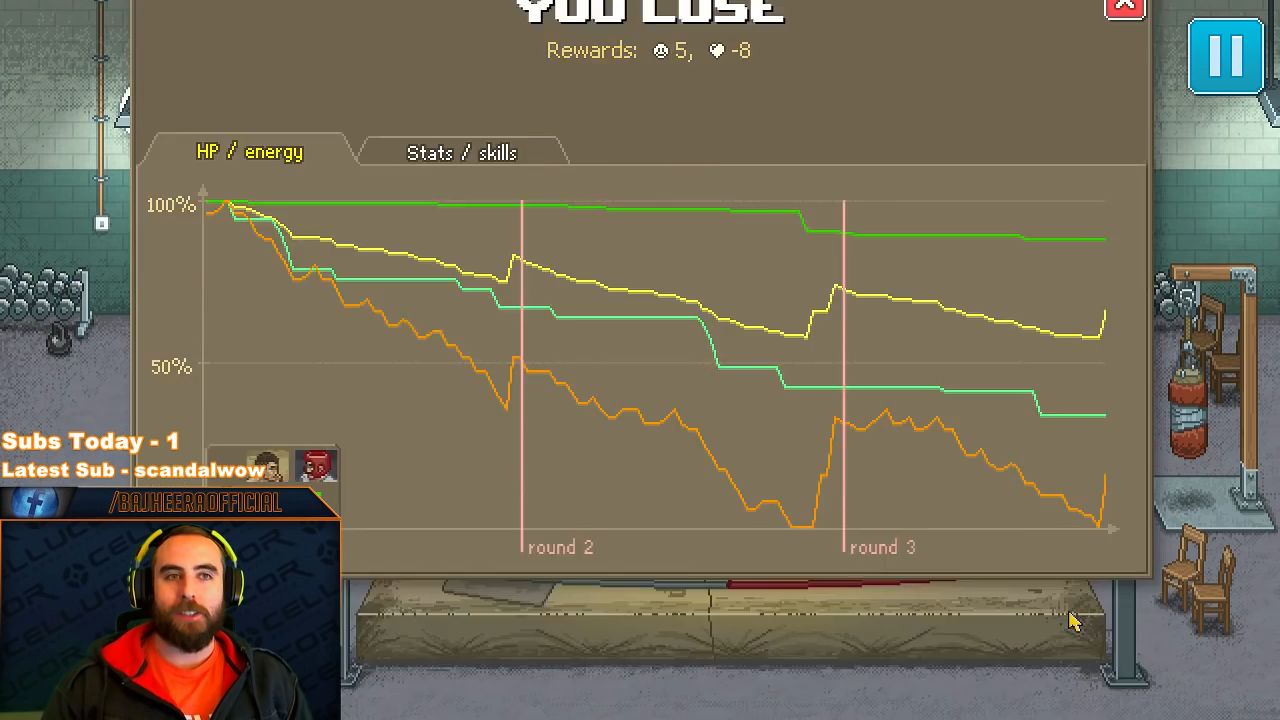 YOU LOSE
Rewards: 5, -8
HP / energy
Stats / skills
100%
50%
Subs Today - 1
Latest Sub - scandalwow
/BAJHEERAOFFICIAL
round 2
round 3